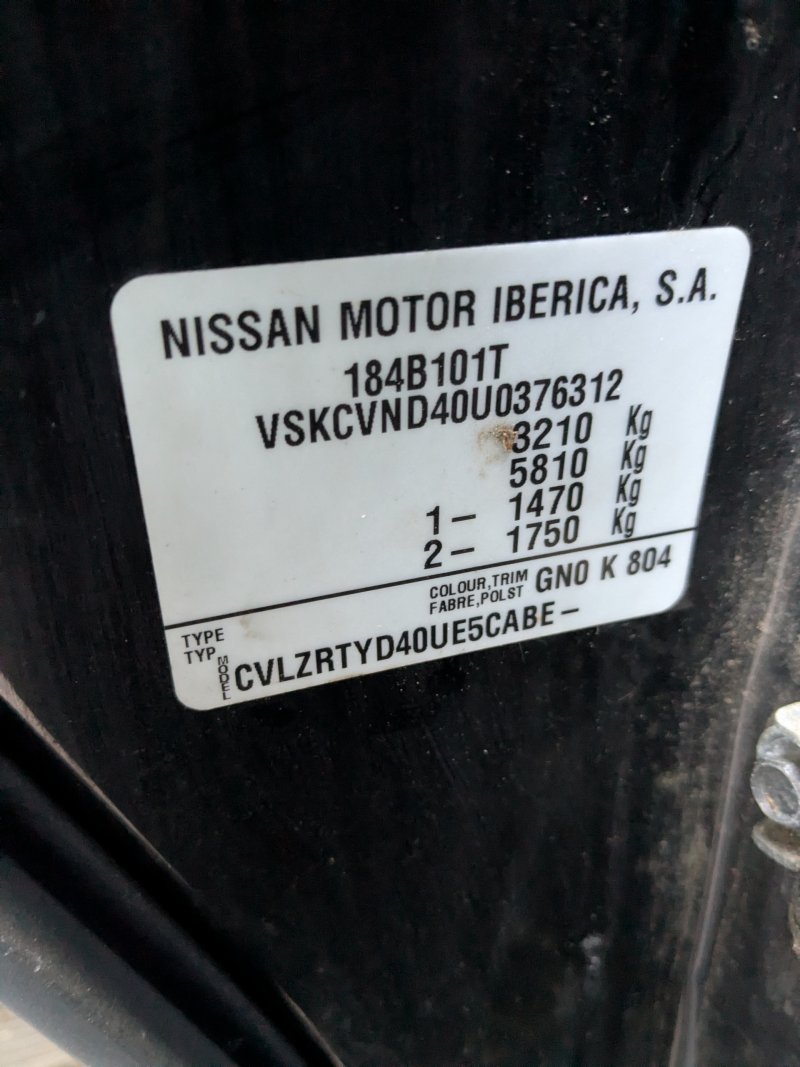 NISSAN MOTOR IBERICA, S.A.
184B101T
VSKCVND40U0376312
3210 Kg
5810 Kg
1 – 1470 Kg
2 – 1750 Kg
COLOUR,TRIM GN0 K 804
FABRE,POLST
TYPE
TYP
MODEL CVLZRTYD40UE5CABE –